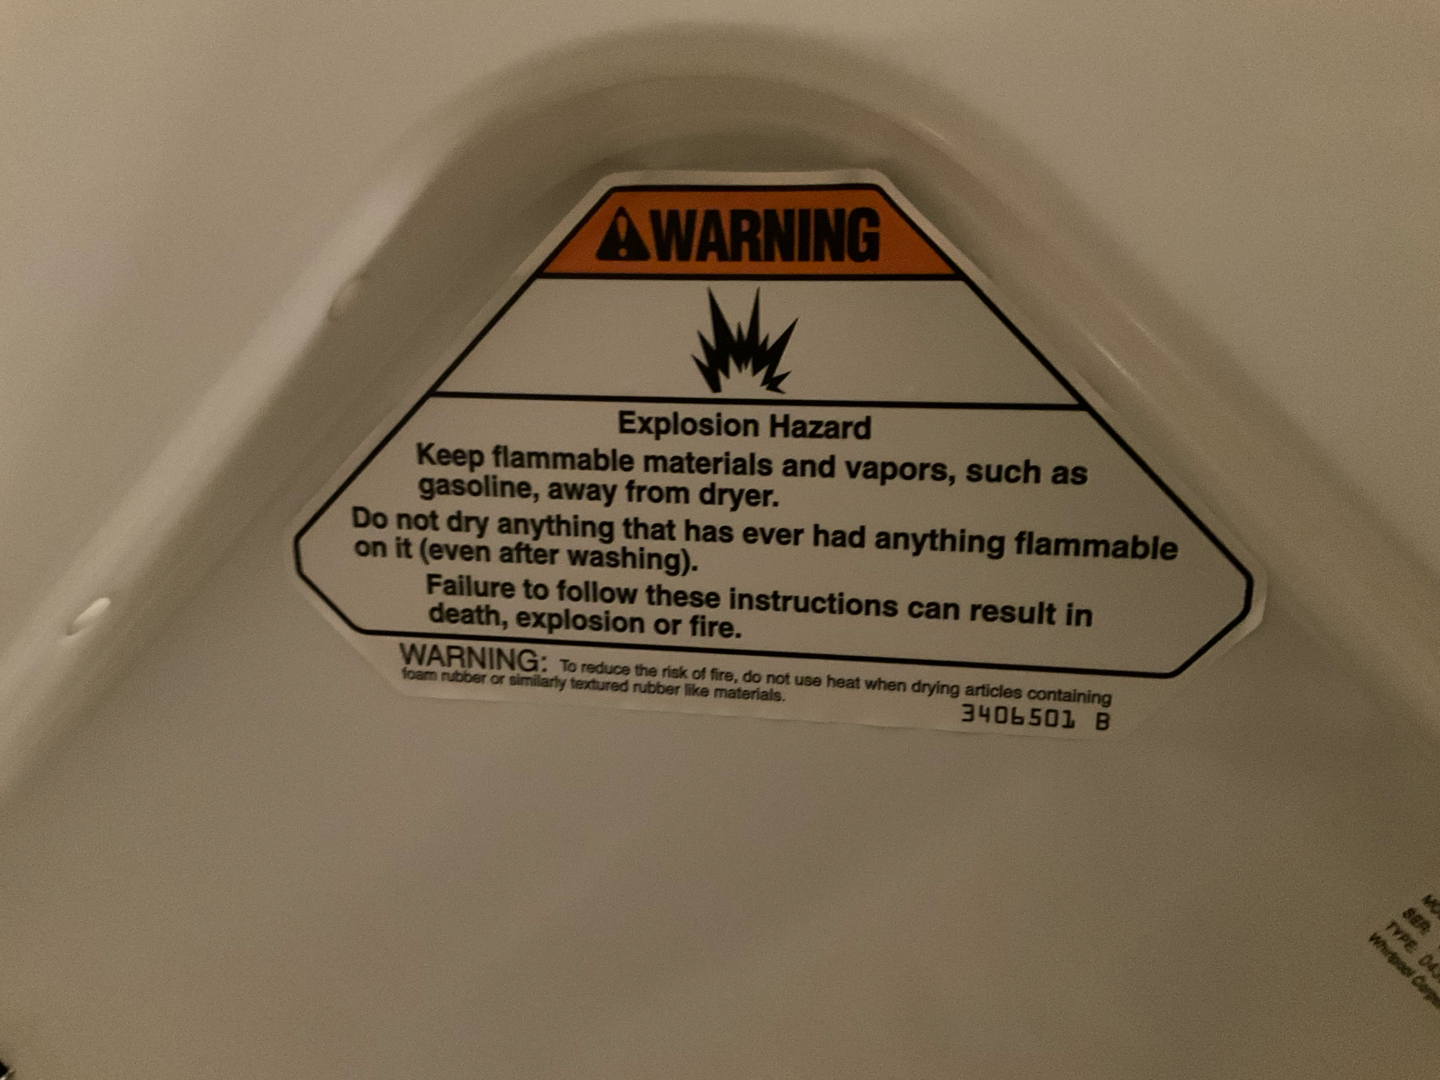 WARNING
Explosion Hazard
Keep flammable materials and vapors, such as
gasoline, away from dryer.
Do not dry anything that has ever had anything flammable
on it (even after washing).
Failure to follow these instructions can result in
death, explosion or fire.
WARNING: To reduce the risk of fire, do not use heat when drying articles containing
foam rubber or similarly textured rubber like materials.
3406501 B
SER.
TYPE
Whirlpool